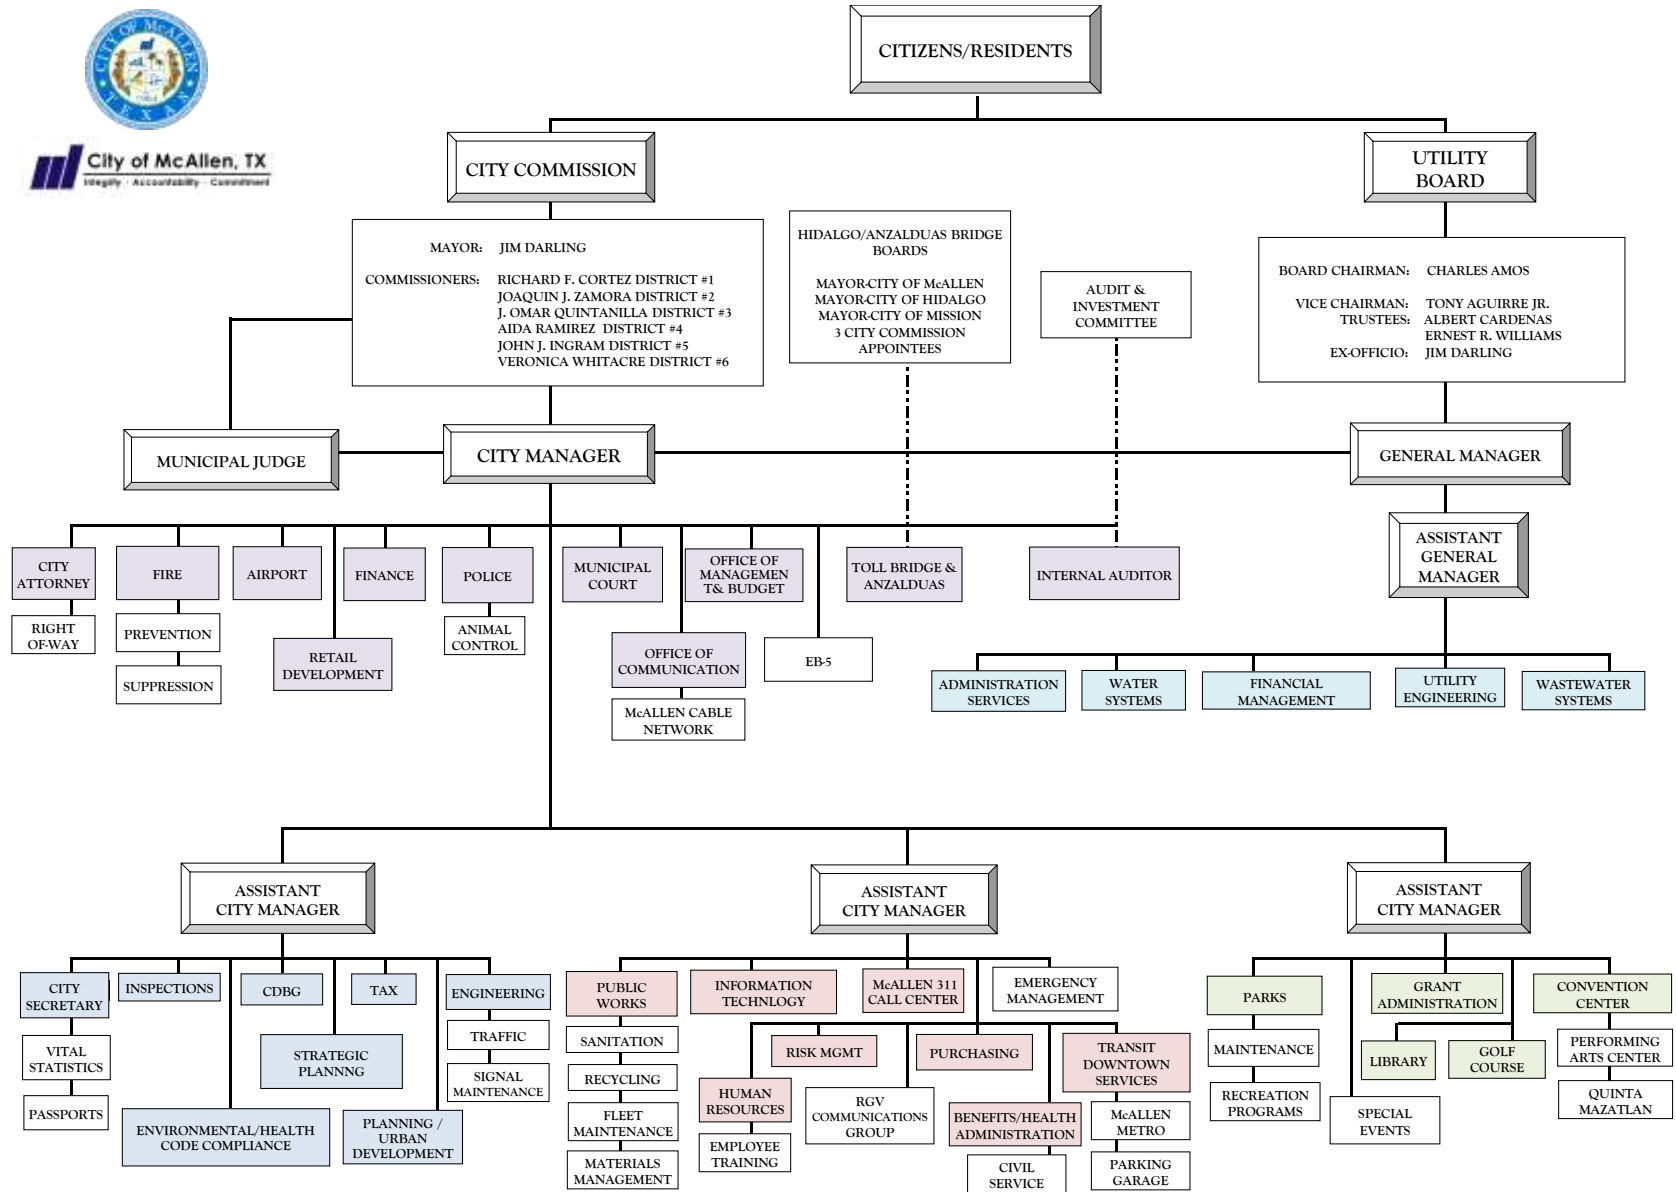 CITY OF McALLEN
TEXAS
City of McAllen, TX
Integrity · Accountability · Commitment
CITIZENS/RESIDENTS
CITY COMMISSION
UTILITY
BOARD
MAYOR: JIM DARLING
COMMISSIONERS: RICHARD F. CORTEZ DISTRICT #1
JOAQUIN J. ZAMORA DISTRICT #2
J. OMAR QUINTANILLA DISTRICT #3
AIDA RAMIREZ DISTRICT #4
JOHN J. INGRAM DISTRICT #5
VERONICA WHITACRE DISTRICT #6
HIDALGO/ANZALDUAS BRIDGE
BOARDS
MAYOR-CITY OF McALLEN
MAYOR-CITY OF HIDALGO
MAYOR-CITY OF MISSION
3 CITY COMMISSION
APPOINTEES
AUDIT &
INVESTMENT
COMMITTEE
BOARD CHAIRMAN: CHARLES AMOS
VICE CHAIRMAN: TONY AGUIRRE JR.
TRUSTEES: ALBERT CARDENAS
ERNEST R. WILLIAMS
EX-OFFICIO: JIM DARLING
MUNICIPAL JUDGE
CITY MANAGER
GENERAL MANAGER
ASSISTANT
GENERAL
MANAGER
CITY
ATTORNEY
RIGHT
OF-WAY
FIRE
PREVENTION
SUPPRESSION
AIRPORT
RETAIL
DEVELOPMENT
FINANCE
POLICE
ANIMAL
CONTROL
MUNICIPAL
COURT
OFFICE OF
MANAGEMEN
T& BUDGET
OFFICE OF
COMMUNICATION
McALLEN CABLE
NETWORK
EB-5
TOLL BRIDGE &
ANZALDUAS
INTERNAL AUDITOR
ADMINISTRATION
SERVICES
WATER
SYSTEMS
FINANCIAL
MANAGEMENT
UTILITY
ENGINEERING
WASTEWATER
SYSTEMS
ASSISTANT
CITY MANAGER
ASSISTANT
CITY MANAGER
ASSISTANT
CITY MANAGER
CITY
SECRETARY
VITAL
STATISTICS
PASSPORTS
INSPECTIONS
ENVIRONMENTAL/HEALTH
CODE COMPLIANCE
CDBG
STRATEGIC
PLANNNG
TAX
PLANNING /
URBAN
DEVELOPMENT
ENGINEERING
TRAFFIC
SIGNAL
MAINTENANCE
PUBLIC
WORKS
SANITATION
RECYCLING
FLEET
MAINTENANCE
MATERIALS
MANAGEMENT
INFORMATION
TECHNLOGY
McALLEN 311
CALL CENTER
EMERGENCY
MANAGEMENT
HUMAN
RESOURCES
EMPLOYEE
TRAINING
RISK MGMT
RGV
COMMUNICATIONS
GROUP
PURCHASING
BENEFITS/HEALTH
ADMINISTRATION
CIVIL
SERVICE
TRANSIT
DOWNTOWN
SERVICES
McALLEN
METRO
PARKING
GARAGE
PARKS
MAINTENANCE
RECREATION
PROGRAMS
SPECIAL
EVENTS
GRANT
ADMINISTRATION
LIBRARY
GOLF
COURSE
CONVENTION
CENTER
PERFORMING
ARTS CENTER
QUINTA
MAZATLAN